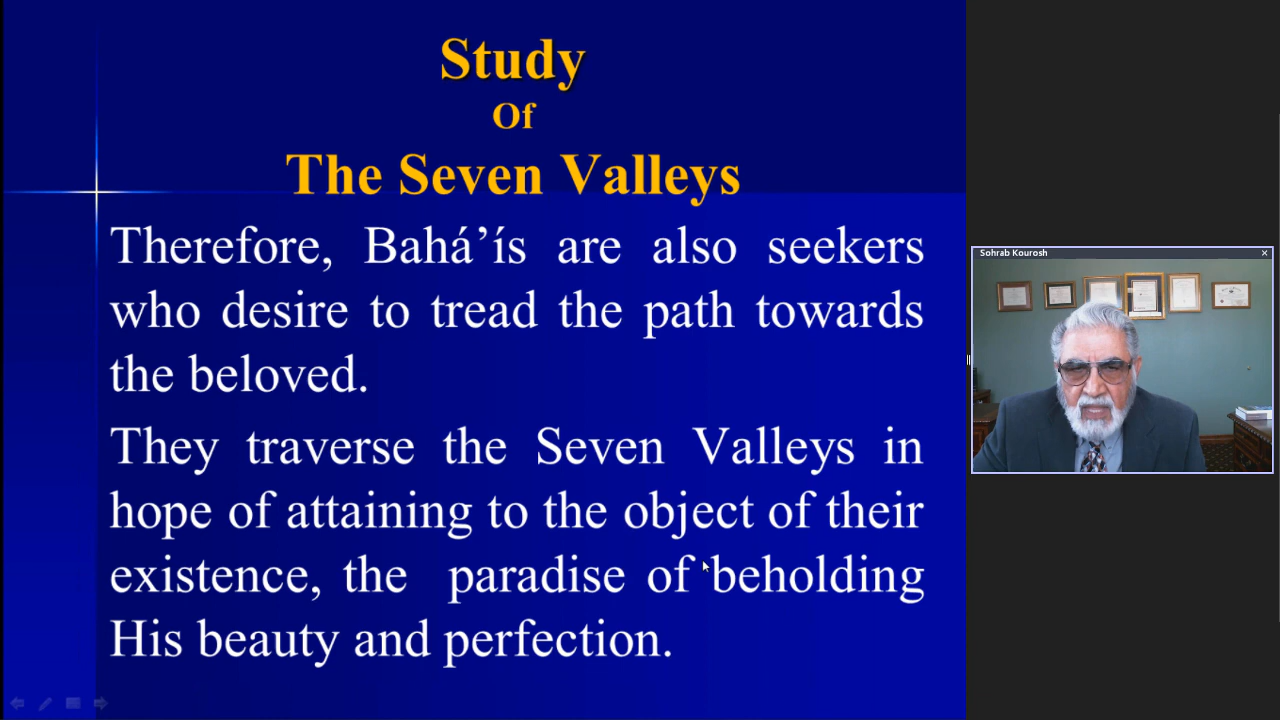 Study
Of
The Seven Valleys
Therefore, Bahá’ís are also seekers
who desire to tread the path towards
the beloved.
They traverse the Seven Valleys in
hope of attaining to the object of their
existence, the paradise of beholding
His beauty and perfection.
Sohrab Kourosh